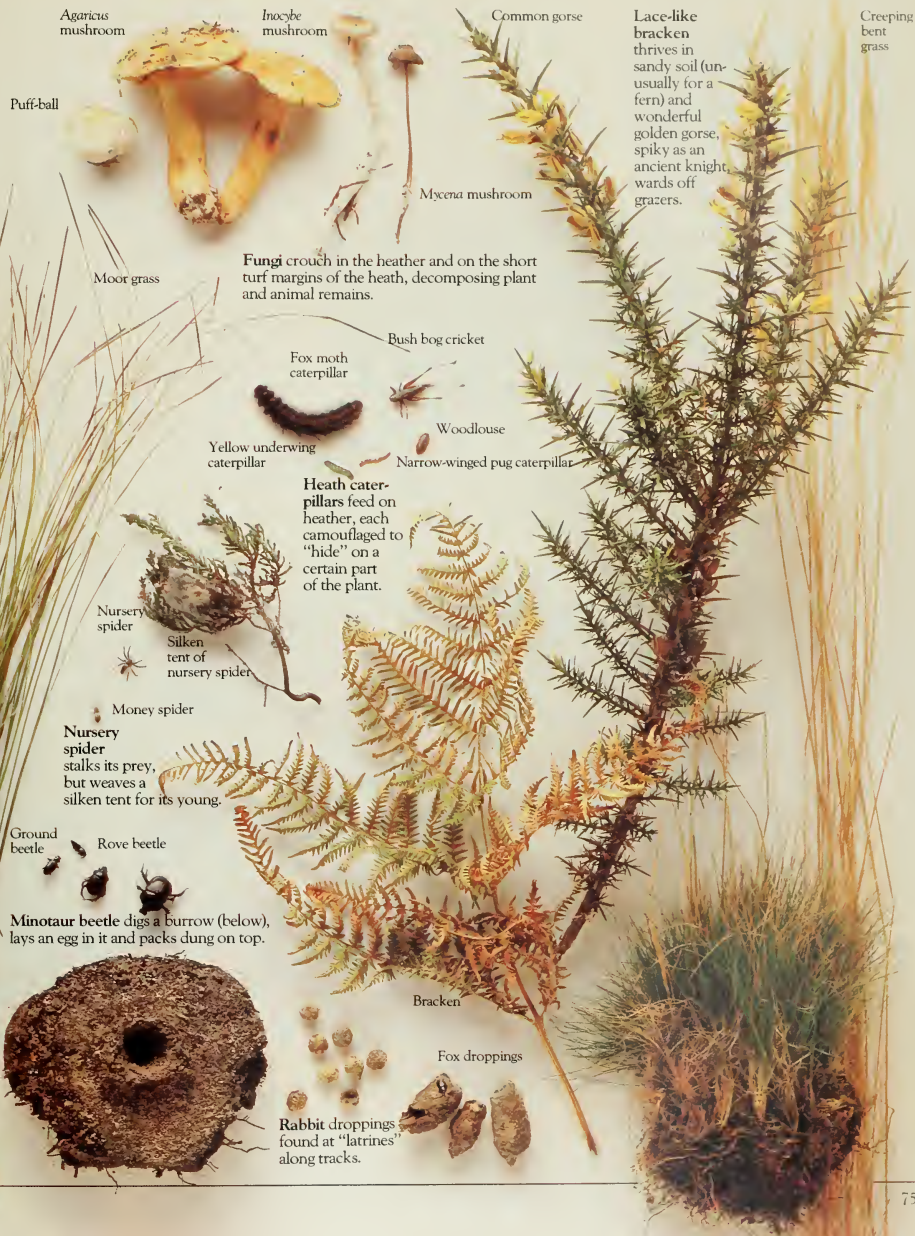 Agaricus
mushroom
Inocybe
mushroom
Common gorse
Lace-like
bracken
thrives in
sandy soil (un-
usually for a
fern) and
wonderful
golden gorse,
spiky as an
ancient knight,
wards off
grazers.
Creeping
bent
grass
Puff-ball
Mycena mushroom
Fungi crouch in the heather and on the short
turf margins of the heath, decomposing plant
and animal remains.
Moor grass
Bush bog cricket
Fox moth
caterpillar
Woodlouse
Yellow underwing
caterpillar
Narrow-winged pug caterpillar
Heath cater-
pillars feed on
heather, each
camouflaged to
"hide" on a
certain part
of the plant.
Nursery
spider
Silken
tent of
nursery spider
Money spider
Nursery
spider
stalks its prey,
but weaves a
silken tent for its young.
Ground
beetle
Rove beetle
Minotaur beetle digs a burrow (below),
lays an egg in it and packs dung on top.
Bracken
Fox droppings
Rabbit droppings
found at "latrines"
along tracks.
75